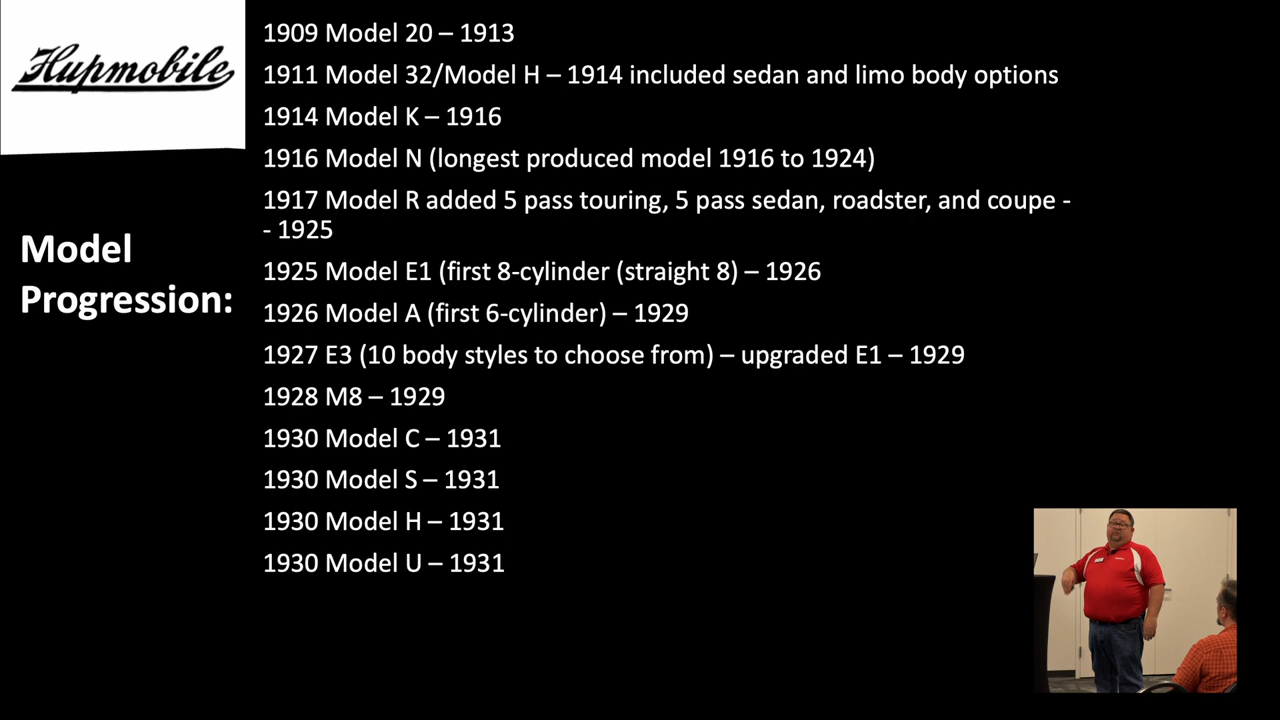 Hupmobile
Model
Progression:
1909 Model 20 – 1913
1911 Model 32/Model H – 1914 included sedan and limo body options
1914 Model K – 1916
1916 Model N (longest produced model 1916 to 1924)
1917 Model R added 5 pass touring, 5 pass sedan, roadster, and coupe -
- 1925
1925 Model E1 (first 8-cylinder (straight 8) – 1926
1926 Model A (first 6-cylinder) – 1929
1927 E3 (10 body styles to choose from) – upgraded E1 – 1929
1928 M8 – 1929
1930 Model C – 1931
1930 Model S – 1931
1930 Model H – 1931
1930 Model U – 1931